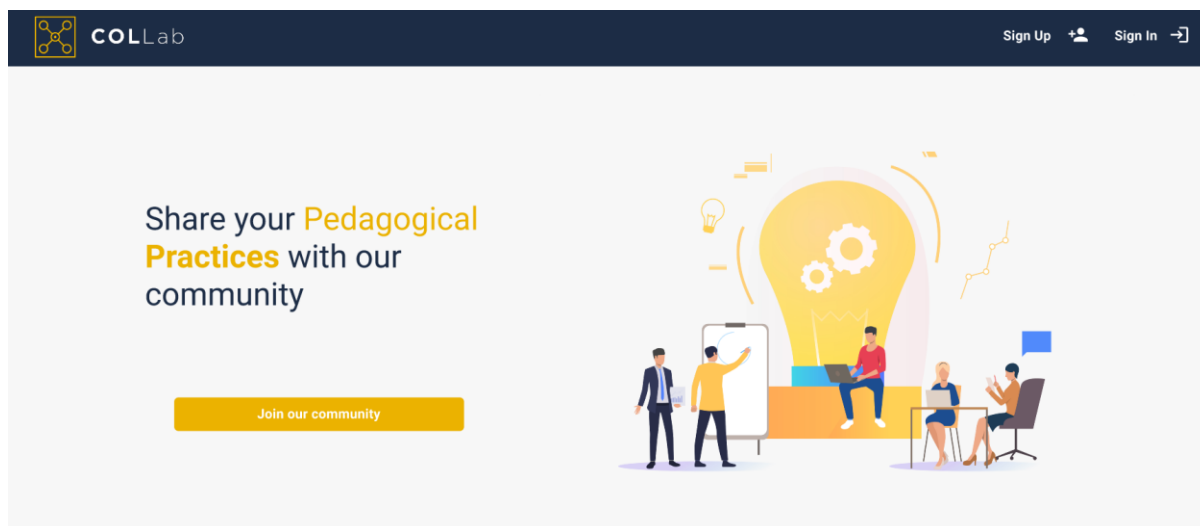 COLLab
Sign Up
Sign In
Share your Pedagogical
Practices with our
community
Join our community